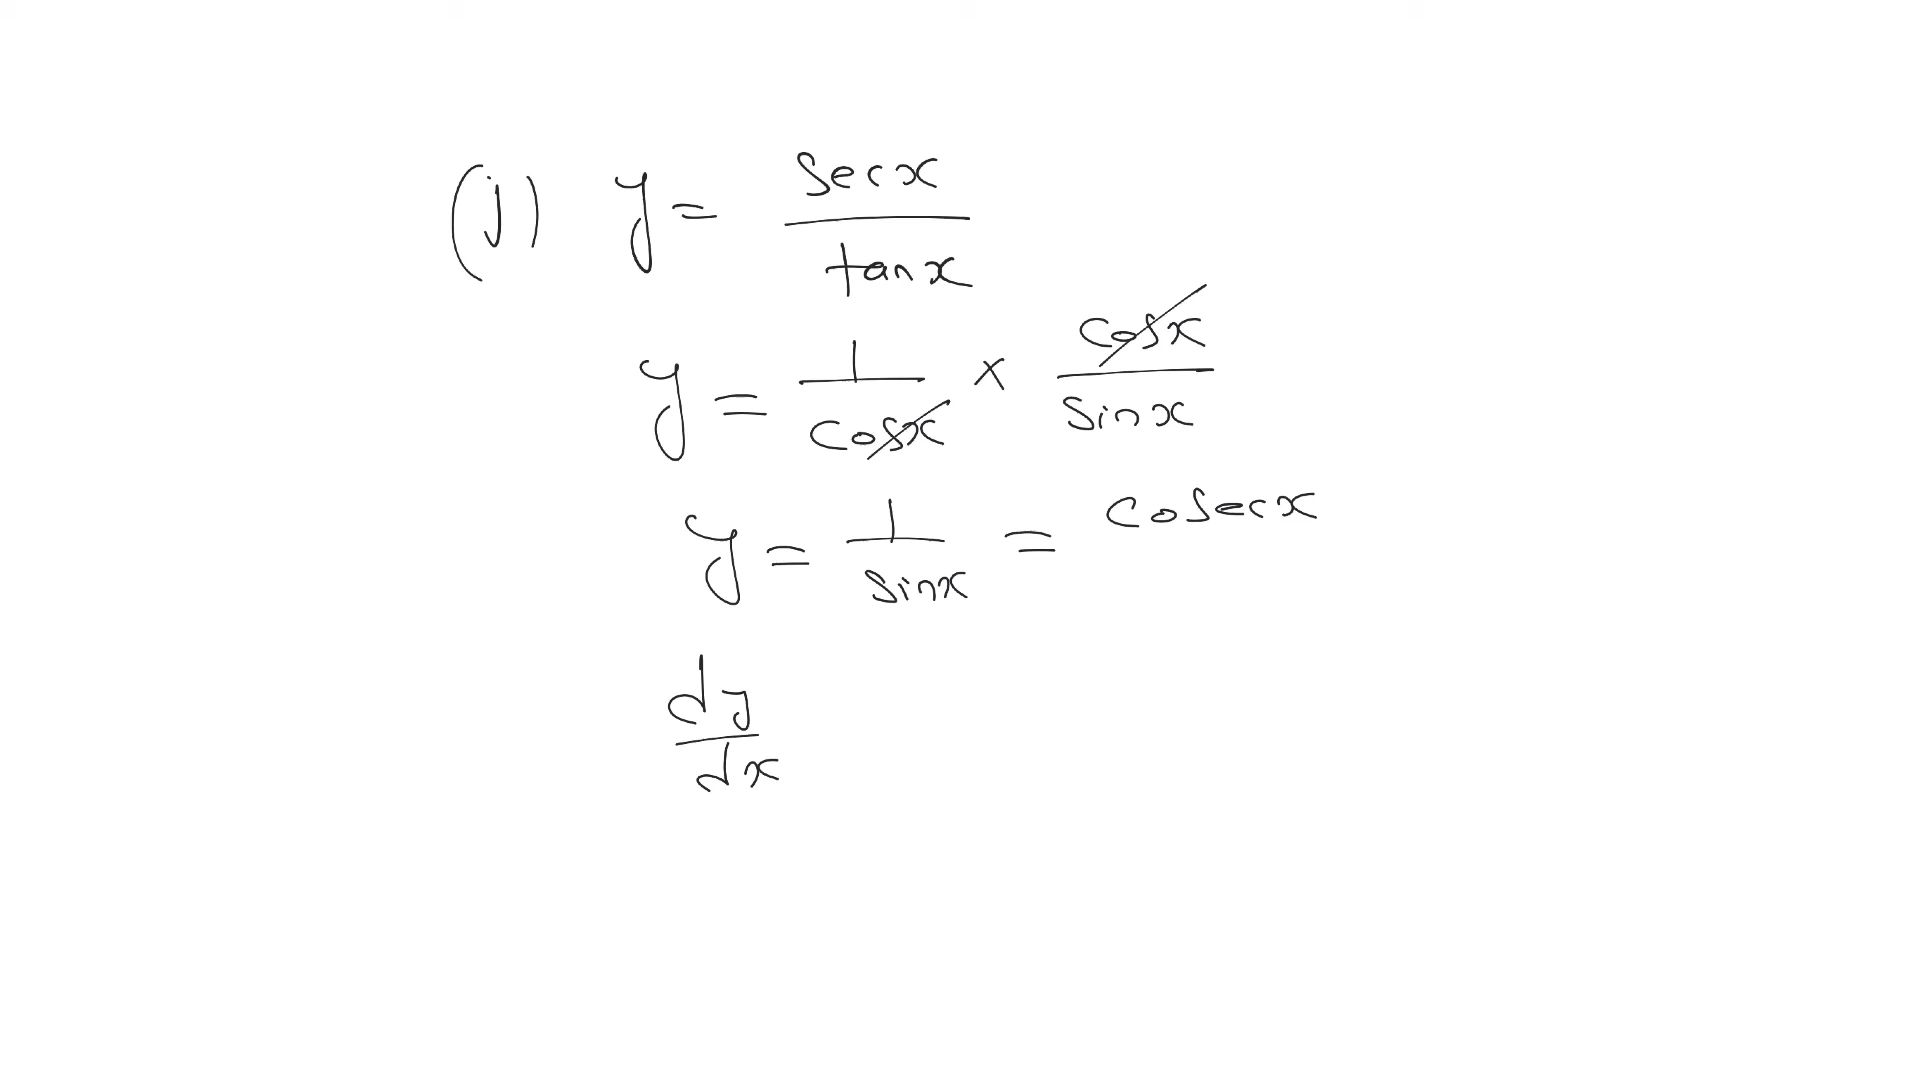 (j) y = secx / tanx
y = 1/cosx × cosx/sinx
y = 1/sinx = cosecx
dy/dx